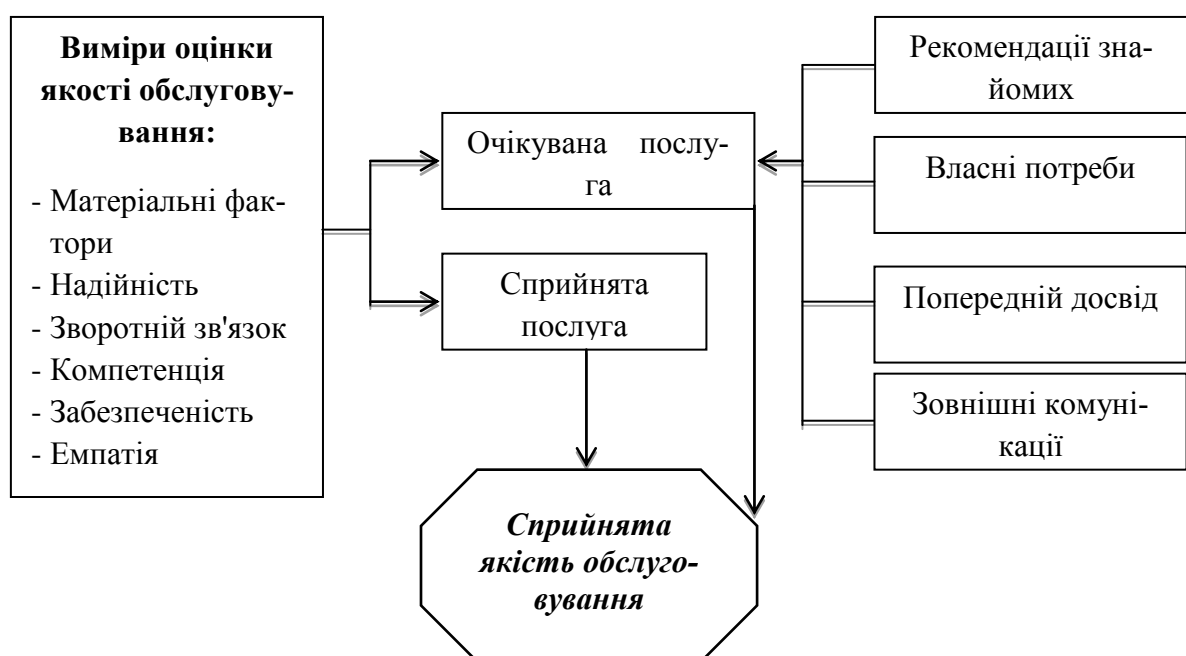 Виміри оцінки
якості обслугову-
вання:
- Матеріальні фак-
тори
- Надійність
- Зворотній зв'язок
- Компетенція
- Забезпеченість
- Емпатія
Очікувана послу-
га
Сприйнята
послуга
Рекомендації зна-
йомих
Власні потреби
Попередній досвід
Зовнішні комуні-
кації
Сприйнята
якість обслуго-
вування